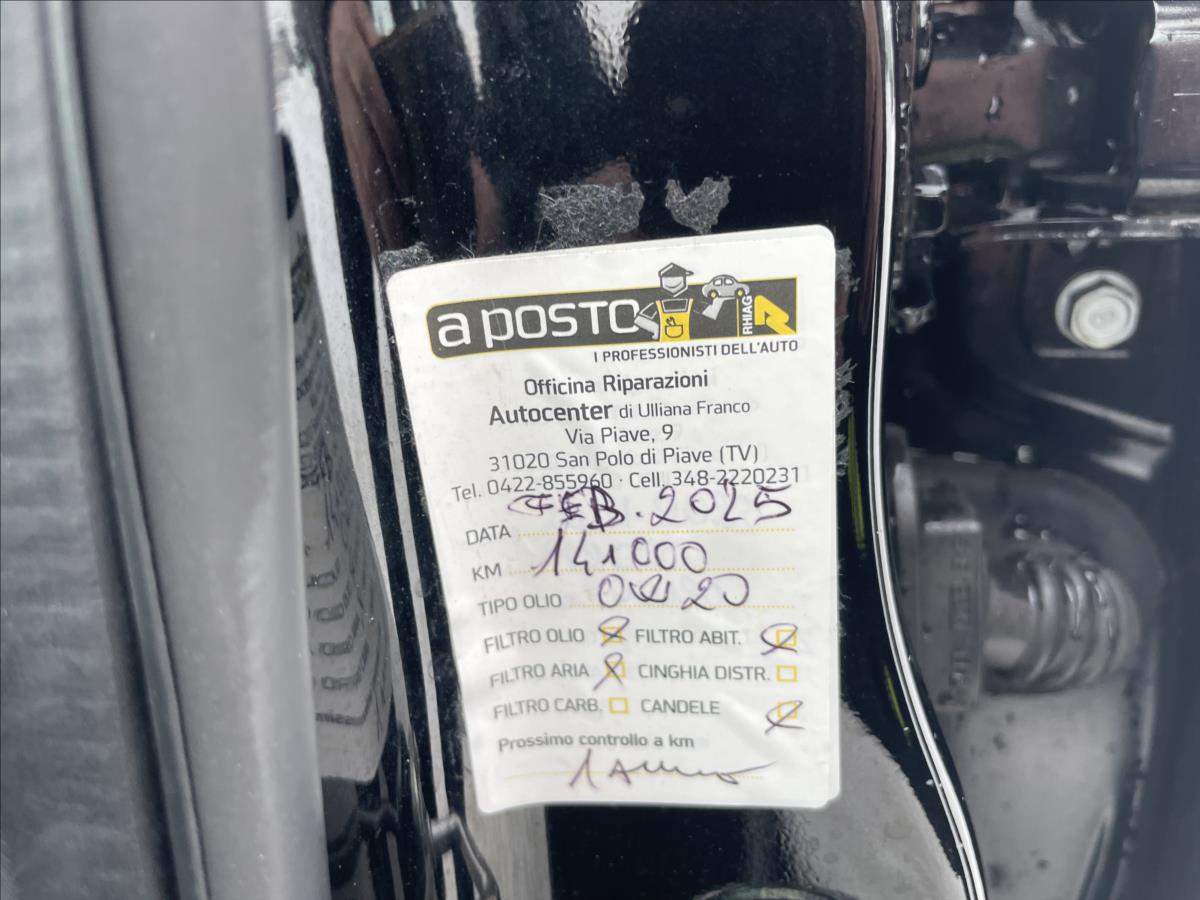 a posto
RHIAG
I PROFESSIONISTI DELL'AUTO
Officina Riparazioni
Autocenter di Ulliana Franco
Via Piave, 9
31020 San Polo di Piave (TV)
Tel. 0422-855960 · Cell. 348-2220231
DATA FEB. 2025
KM 141000
TIPO OLIO 0W20
FILTRO OLIO FILTRO ABIT.
FILTRO ARIA CINGHIA DISTR.
FILTRO CARB. CANDELE
Prossimo controllo a km
1 Anno